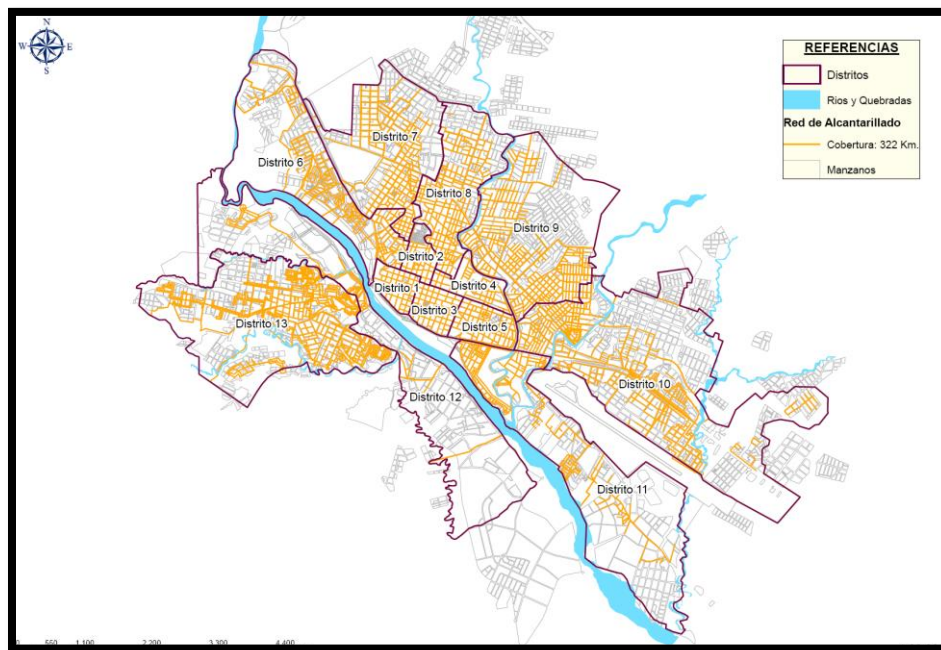 N
W E
S
REFERENCIAS
Distritos
Rios y Quebradas
Red de Alcantarillado
Cobertura: 322 Km.
Manzanos
Distrito 7
Distrito 6
Distrito 8
Distrito 9
Distrito 2
Distrito 4
Distrito 1
Distrito 3
Distrito 5
Distrito 13
Distrito 10
Distrito 12
Distrito 11
0 550 1.100 2.200 3.300 4.400